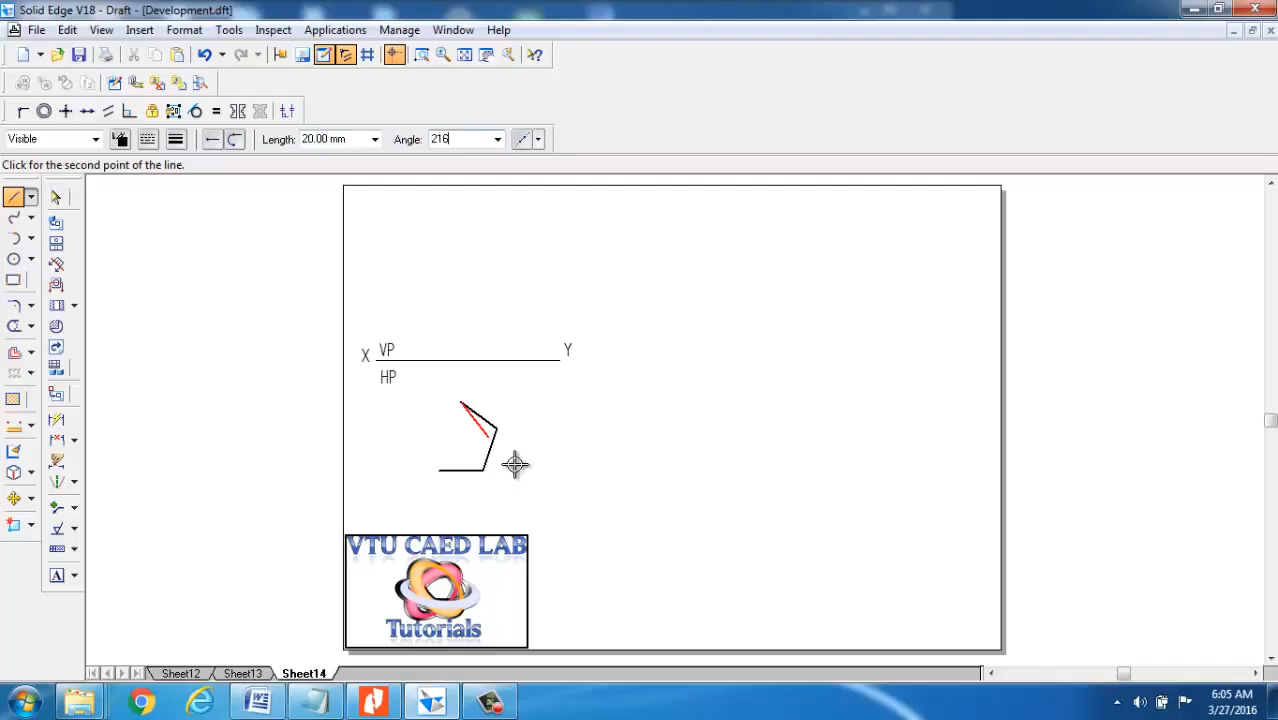 Solid Edge V18 - Draft - [Development.dft]
File Edit View Insert Format Tools Inspect Applications Manage Window Help
Visible Length: 20.00 mm Angle: 216
Click for the second point of the line.
X VP Y
HP
VTU CAED LAB
Tutorials
Sheet12 Sheet13 Sheet14
6:05 AM
3/27/2016